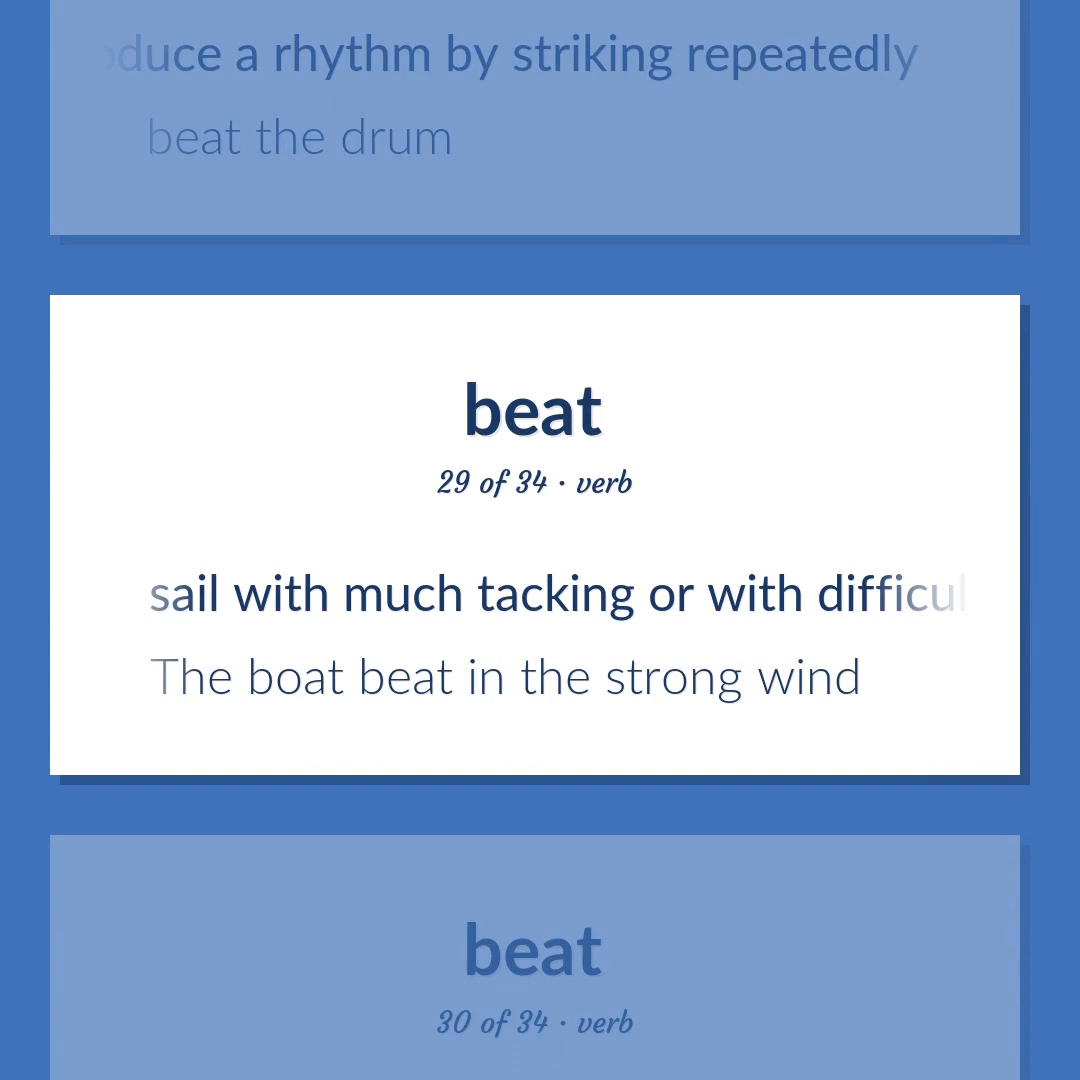 duce a rhythm by striking repeatedly
beat the drum
beat
29 of 34 · verb
sail with much tacking or with difficul
The boat beat in the strong wind
beat
30 of 34 · verb